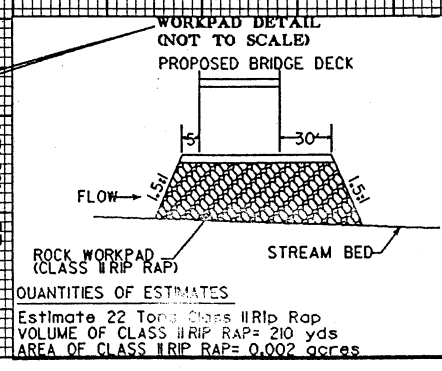 WORKPAD DETAIL
(NOT TO SCALE)
PROPOSED BRIDGE DECK
5'
30'
1.5:1
1.5:1
FLOW
ROCK WORKPAD
(CLASS II RIP RAP)
STREAM BED
QUANTITIES OF ESTIMATES
Estimate 22 Tons Class II Rip Rap
VOLUME OF CLASS II RIP RAP= 210 yds
AREA OF CLASS II RIP RAP= 0.002 acres